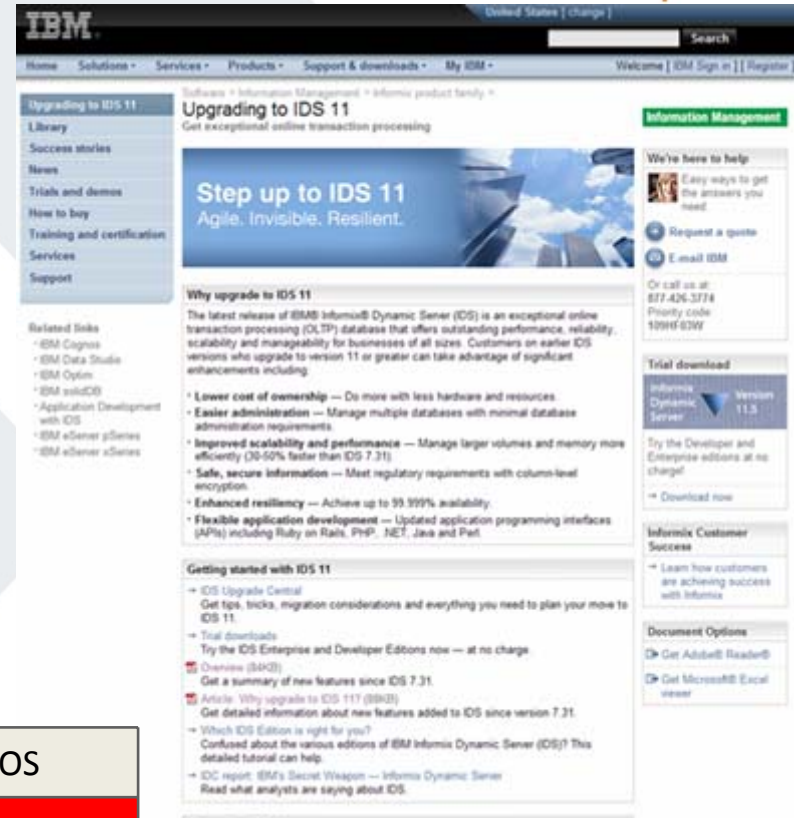 IBM.
United States [ change ]
Search
Home Solutions Services Products Support & downloads My IBM Welcome [ IBM Sign in ] [ Register ]
Upgrading to IDS 11
Library
Success stories
News
Trials and demos
How to buy
Training and certification
Services
Support
Related links
IBM Cognos
IBM Data Studio
IBM Optim
IBM solidDB
Application Development
with IDS
IBM eServer pSeries
IBM eServer xSeries
Software > Information Management > Informix product family >
Upgrading to IDS 11
Get exceptional online transaction processing
Step up to IDS 11
Agile. Invisible. Resilient.
Why upgrade to IDS 11
The latest release of IBM® Informix® Dynamic Server (IDS) is an exceptional online
transaction processing (OLTP) database that offers outstanding performance, reliability,
scalability and manageability for businesses of all sizes. Customers on earlier IDS
versions who upgrade to version 11 or greater can take advantage of significant
enhancements including:
Lower cost of ownership — Do more with less hardware and resources.
Easier administration — Manage multiple databases with minimal database
administration requirements.
Improved scalability and performance — Manage larger volumes and memory more
efficiently (30-50% faster than IDS 7.31).
Safe, secure information — Meet regulatory requirements with column-level
encryption.
Enhanced resiliency — Achieve up to 99.999% availability.
Flexible application development — Updated application programming interfaces
(APIs) including Ruby on Rails, PHP, .NET, Java and Perl.
Getting started with IDS 11
→ IDS Upgrade Central
Get tips, tricks, migration considerations and everything you need to plan your move to
IDS 11.
→ Trial downloads
Try the IDS Enterprise and Developer Editions now — at no charge.
Overview (84KB)
Get a summary of new features since IDS 7.31.
Article: Why upgrade to IDS 11? (88KB)
Get detailed information about new features added to IDS since version 7.31.
→ Which IDS Edition is right for you?
Confused about the various editions of IBM Informix Dynamic Server (IDS)? This
detailed tutorial can help.
→ IDC report: IBM's Secret Weapon — Informix Dynamic Server
Read what analysts are saying about IDS.
Information Management
We're here to help
Easy ways to get
the answers you
need.
Request a quote
E-mail IBM
Or call us at:
877-426-3774
Priority code:
109HF03W
Trial download
Informix
Dynamic
Server
Version
11.5
Try the Developer and
Enterprise editions at no
charge!
→ Download now
Informix Customer
Success
→ Learn how customers
are achieving success
with Informix
Document Options
Get Adobe® Reader®
Get Microsoft® Excel
viewer
OS